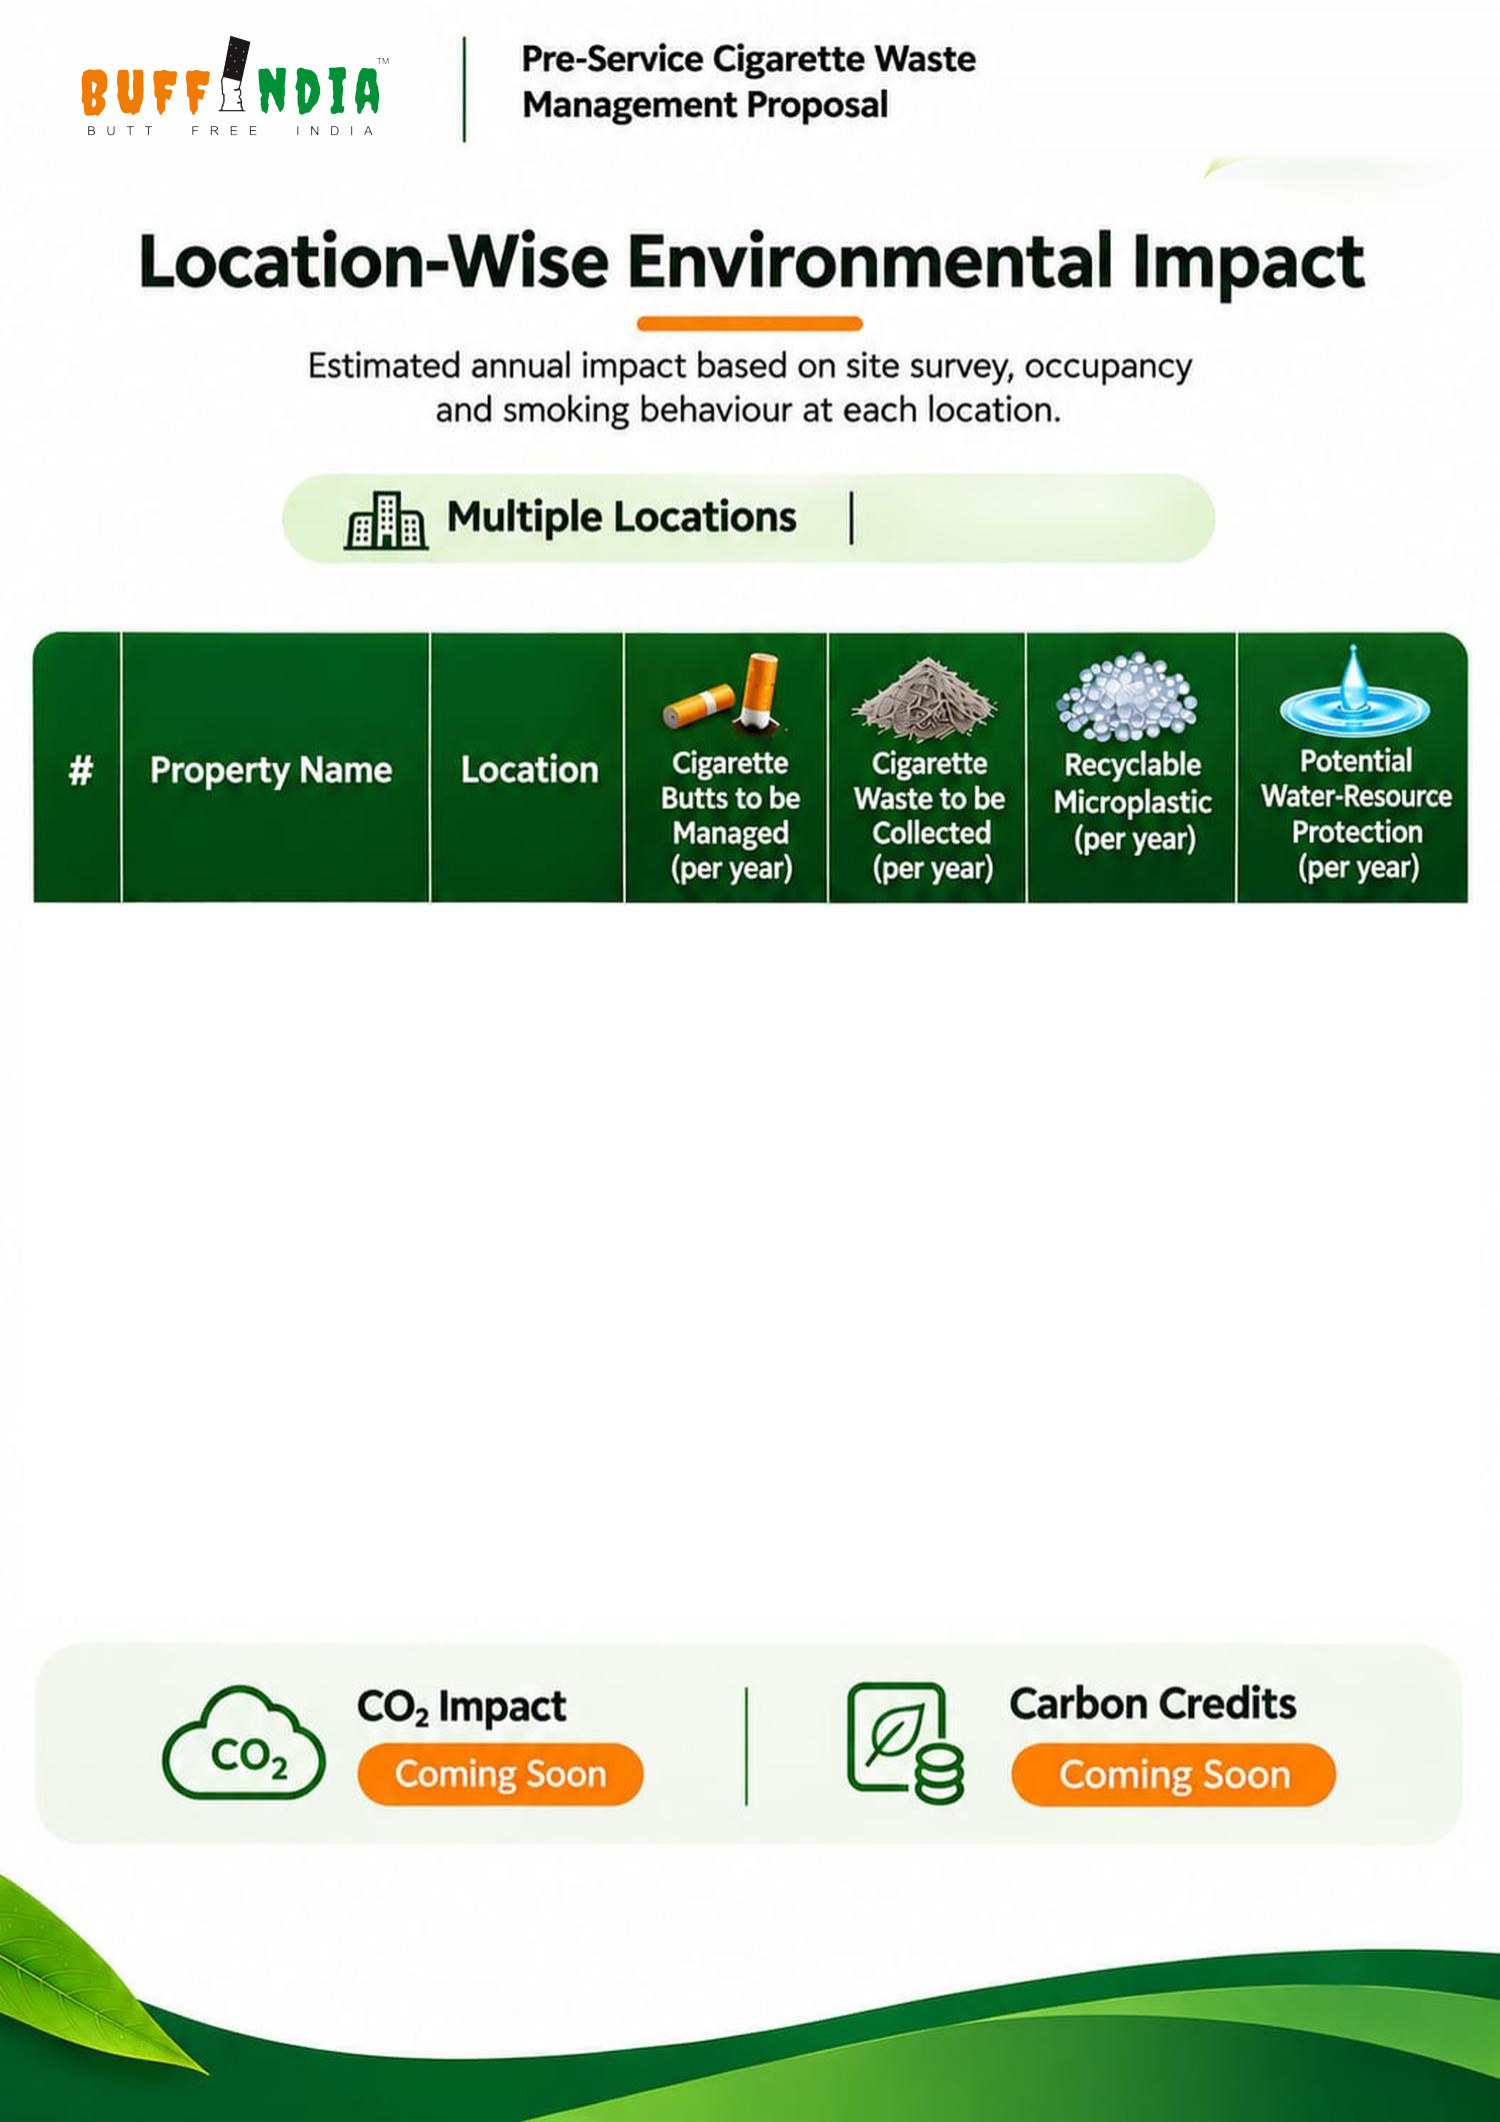 BUFFINDIA™
BUTT FREE INDIA
Pre-Service Cigarette Waste
Management Proposal
Location-Wise Environmental Impact
Estimated annual impact based on site survey, occupancy
and smoking behaviour at each location.
Multiple Locations
#
Property Name
Location
Cigarette
Butts to be
Managed
(per year)
Cigarette
Waste to be
Collected
(per year)
Recyclable
Microplastic
(per year)
Potential
Water-Resource
Protection
(per year)
CO₂
CO₂ Impact
Coming Soon
Carbon Credits
Coming Soon